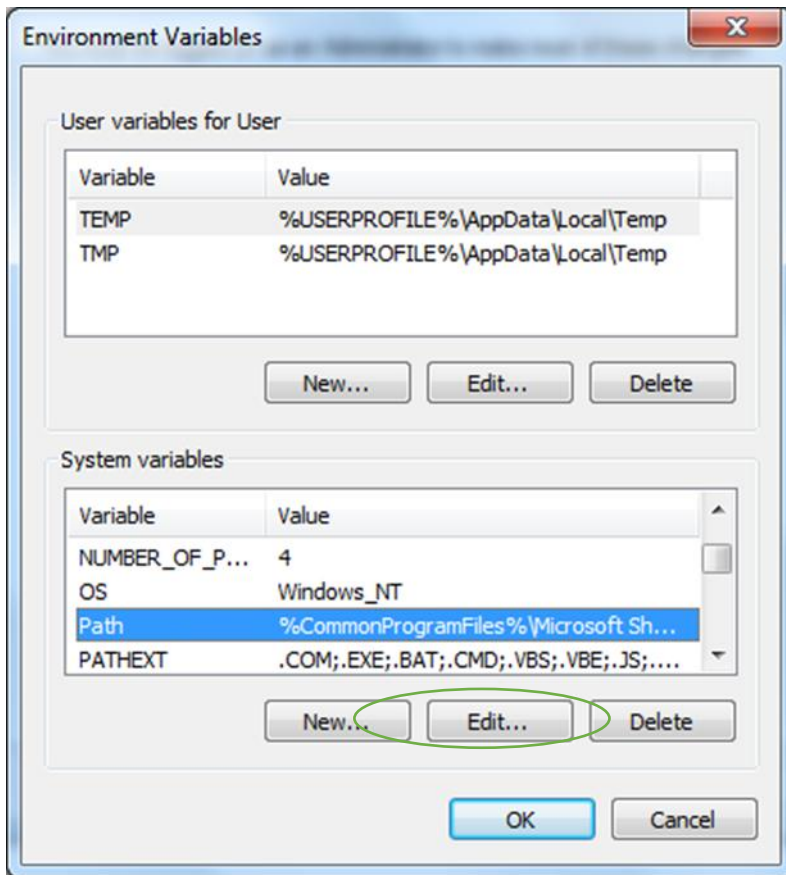 Environment Variables
User variables for User
Variable Value
TEMP %USERPROFILE%\AppData\Local\Temp
TMP %USERPROFILE%\AppData\Local\Temp
New... Edit... Delete
System variables
Variable Value
NUMBER_OF_P... 4
OS Windows_NT
Path %CommonProgramFiles%\Microsoft Sh...
PATHEXT .COM;.EXE;.BAT;.CMD;.VBS;.VBE;.JS;....
New... Edit... Delete
OK Cancel